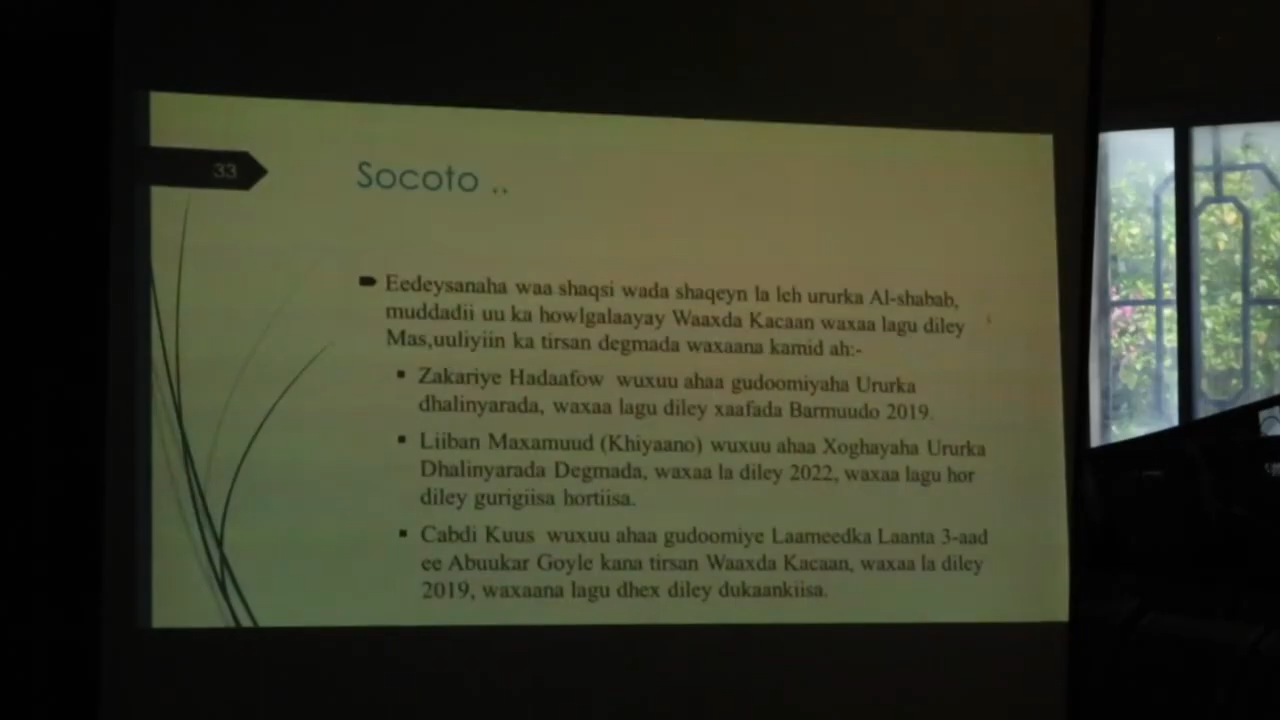 33
Socoto ..
Eedeysanaha waa shaqsi wada shaqeyn la leh ururka Al-shabab,
muddadii uu ka howlgalaayay Waaxda Kacaan waxaa lagu diley
Mas,uuliyiin ka tirsan degmada waxaana kamid ah:-
Zakariye Hadaafow wuxuu ahaa gudoomiyaha Ururka
dhalinyarada, waxaa lagu diley xaafada Barmuudo 2019.
Liiban Maxamuud (Khiyaano) wuxuu ahaa Xoghayaha Ururka
Dhalinyarada Degmada, waxaa la diley 2022, waxaa lagu hor
diley gurigiisa hortiisa.
Cabdi Kuus wuxuu ahaa gudoomiye Laameedka Laanta 3-aad
ee Abuukar Goyle kana tirsan Waaxda Kacaan, waxaa la diley
2019, waxaana lagu dhex diley dukaankiisa.